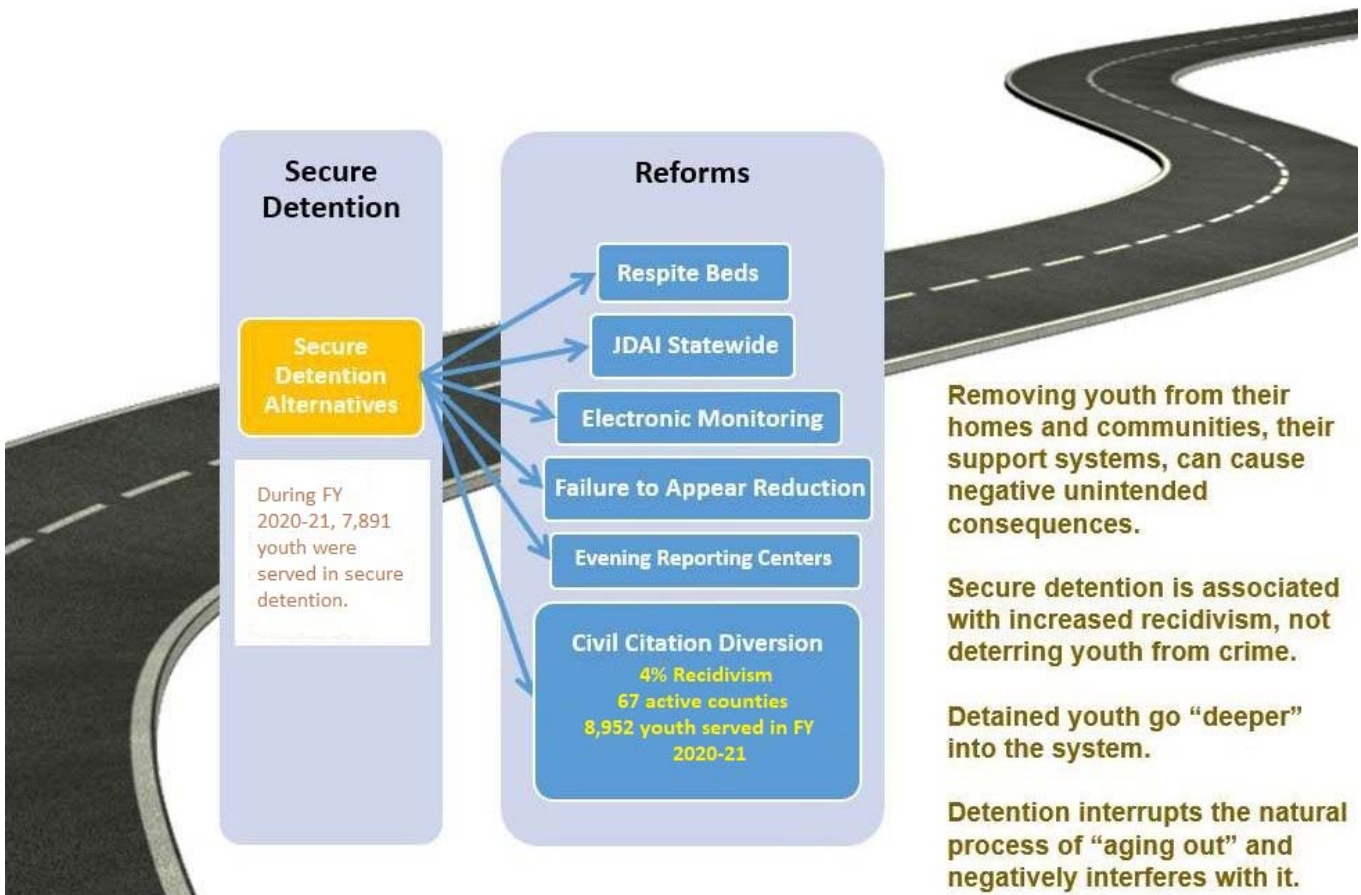 Secure
Detention
Secure
Detention
Alternatives
During FY
2020-21, 7,891
youth were
served in secure
detention.
Reforms
Respite Beds
JDAI Statewide
Electronic Monitoring
Failure to Appear Reduction
Evening Reporting Centers
Civil Citation Diversion
4% Recidivism
67 active counties
8,952 youth served in FY
2020-21
Removing youth from their
homes and communities, their
support systems, can cause
negative unintended
consequences.
Secure detention is associated
with increased recidivism, not
deterring youth from crime.
Detained youth go “deeper”
into the system.
Detention interrupts the natural
process of “aging out” and
negatively interferes with it.